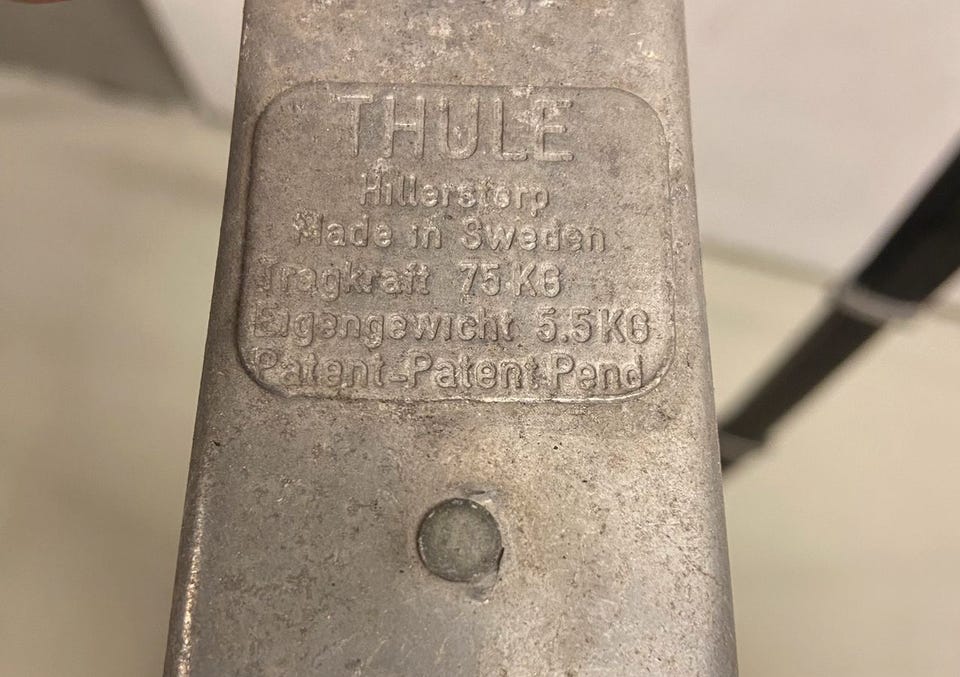 THULE
Hillerstorp
Made in Sweden
Tragkraft 75 KG
Eigengewicht 5.5 KG
Patent-Patent Pend